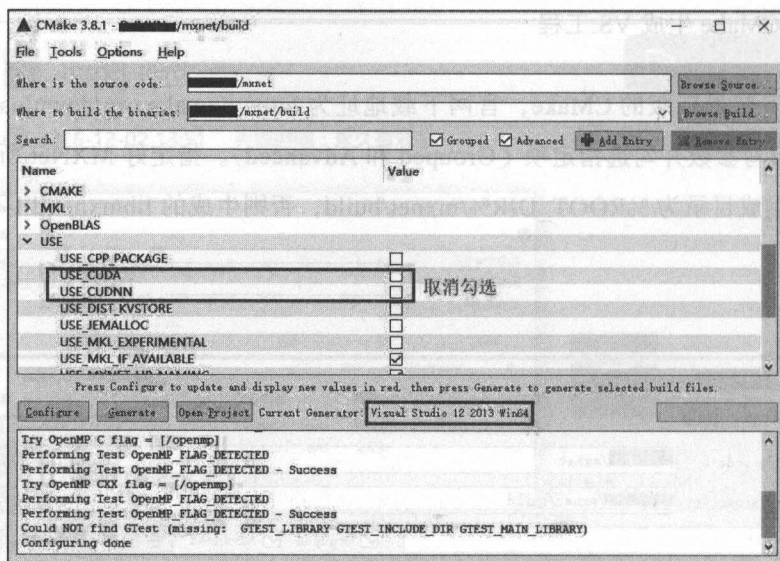 CMake 3.8.1 - /mxnet/build
File Tools Options Help
Where is the source code: /mxnet Browse Source...
Where to build the binaries: /mxnet/build Browse Build...
Search: Grouped Advanced Add Entry Remove Entry
Name Value
CMAKE
MKL
OpenBLAS
USE
USE_CPP_PACKAGE
USE_CUDA
USE_CUDNN
取消勾选
USE_DIST_KVSTORE
USE_JEMALLOC
USE_MKL_EXPERIMENTAL
USE_MKL_IF_AVAILABLE
Press Configure to update and display new values in red, then press Generate to generate selected build files.
Configure Generate Open Project Current Generator: Visual Studio 12 2013 Win64
Try OpenMP C flag = [/openmp]
Performing Test OpenMP_FLAG_DETECTED
Performing Test OpenMP_FLAG_DETECTED - Success
Try OpenMP CXX flag = [/openmp]
Performing Test OpenMP_FLAG_DETECTED
Performing Test OpenMP_FLAG_DETECTED - Success
Could NOT find GTest (missing: GTEST_LIBRARY GTEST_INCLUDE_DIR GTEST_MAIN_LIBRARY)
Configuring done